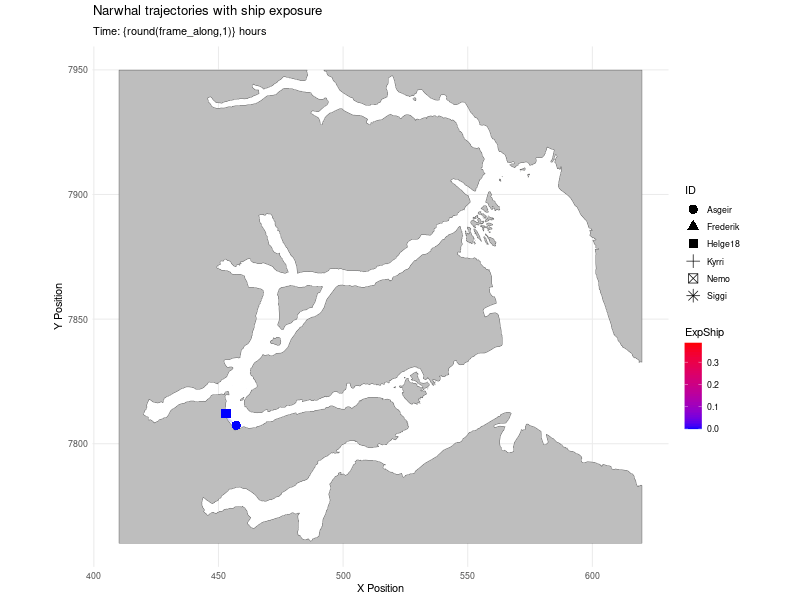 Narwhal trajectories with ship exposure
Time: {round(frame_along,1)} hours
7950
7900
7850
7800
Y Position
400
450
500
550
600
X Position
ID
Asgeir
Frederik
Helge18
Kyrri
Nemo
Siggi
ExpShip
0.3
0.2
0.1
0.0